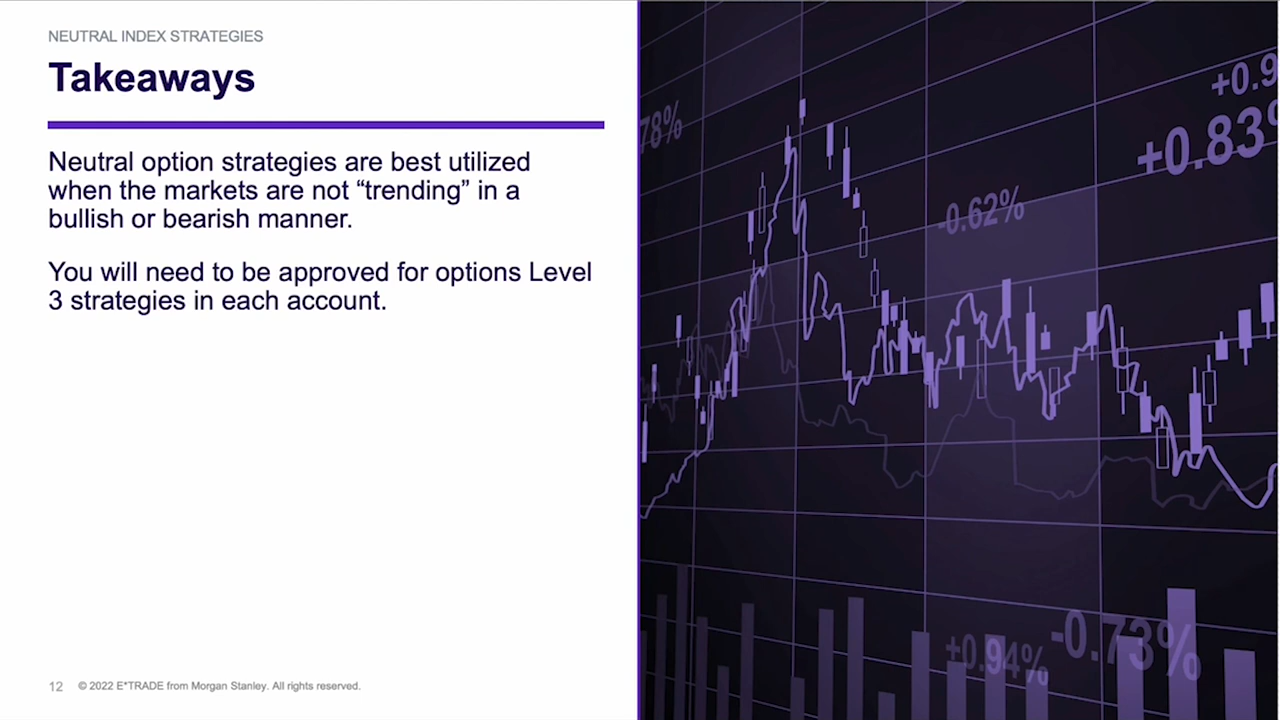 NEUTRAL INDEX STRATEGIES
Takeaways
Neutral option strategies are best utilized
when the markets are not “trending” in a
bullish or bearish manner.
You will need to be approved for options Level
3 strategies in each account.
12 © 2022 E*TRADE from Morgan Stanley. All rights reserved.
78%
+0.9
+0.83%
-0.62%
+0.94%
-0.73%